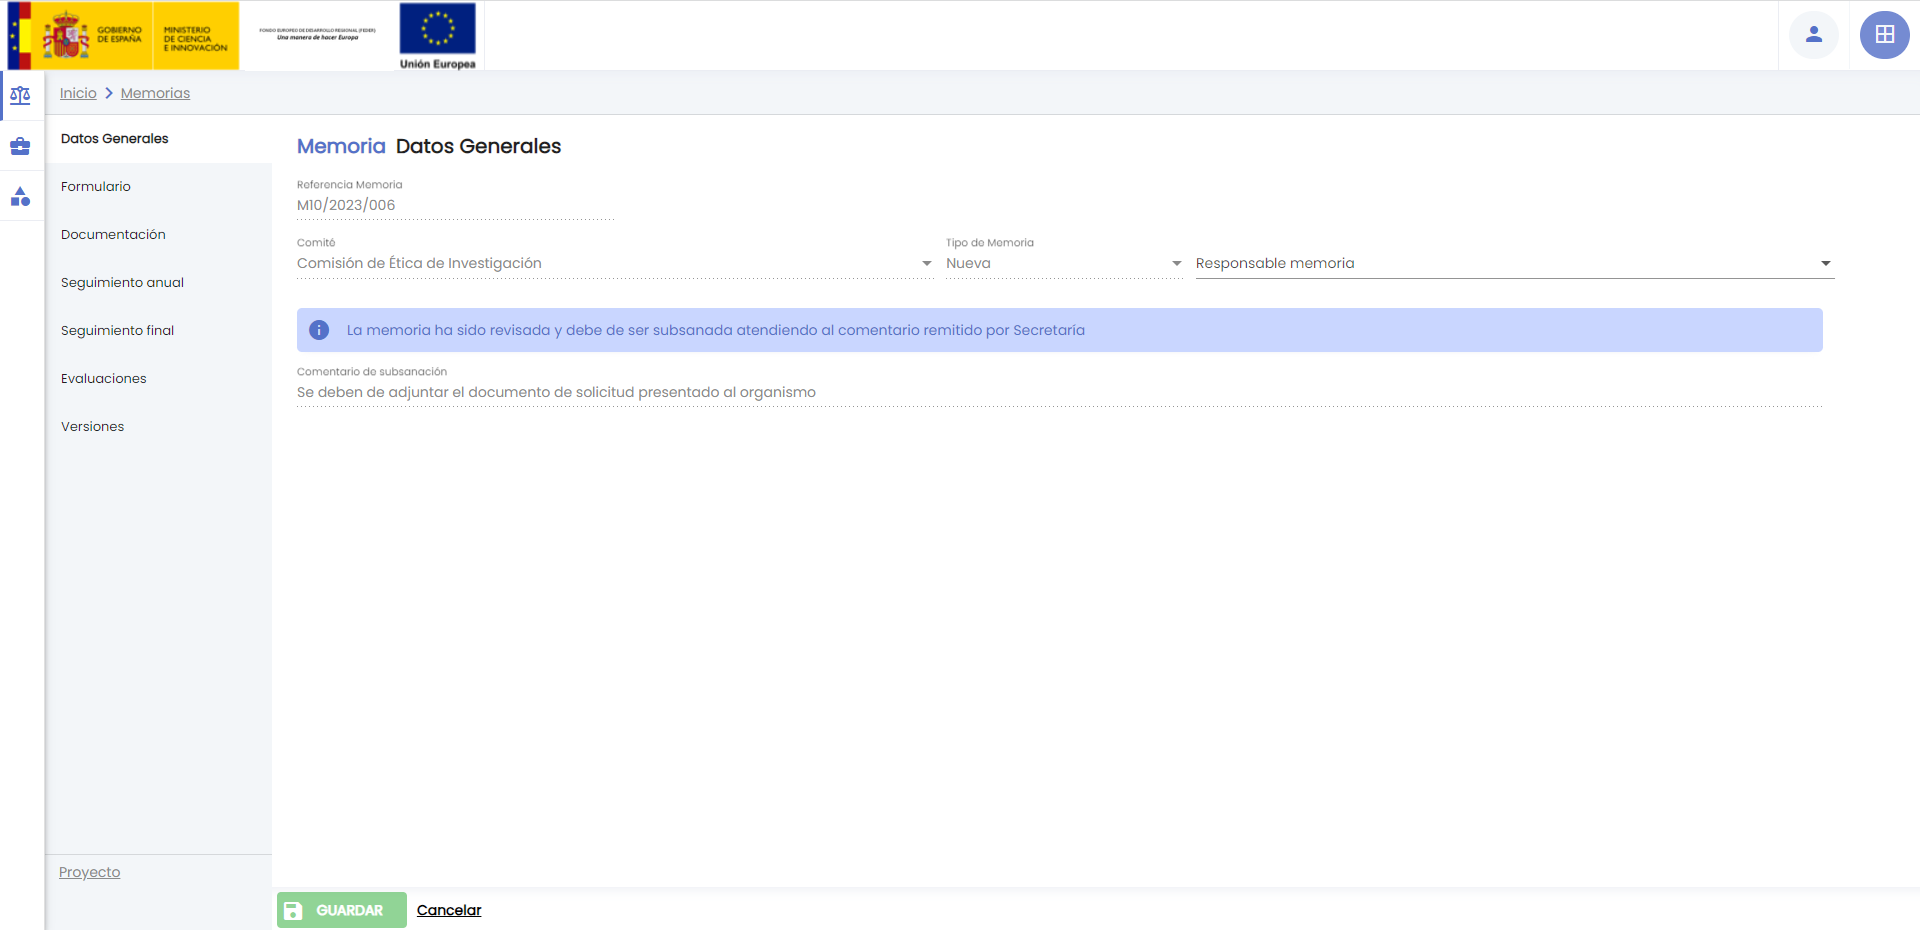 GOBIERNO
DE ESPAÑA
MINISTERIO
DE CIENCIA
E INNOVACIÓN
FONDO EUROPEO DE DESARROLLO REGIONAL (FEDER)
Una manera de hacer Europa
Unión Europea
Inicio > Memorias
Datos Generales
Formulario
Documentación
Seguimiento anual
Seguimiento final
Evaluaciones
Versiones
Proyecto
Memoria Datos Generales
Referencia Memoria
M10/2023/006
Comité
Comisión de Ética de Investigación
Tipo de Memoria
Nueva
Responsable memoria
La memoria ha sido revisada y debe de ser subsanada atendiendo al comentario remitido por Secretaría
Comentario de subsanación
Se deben de adjuntar el documento de solicitud presentado al organismo
GUARDAR
Cancelar